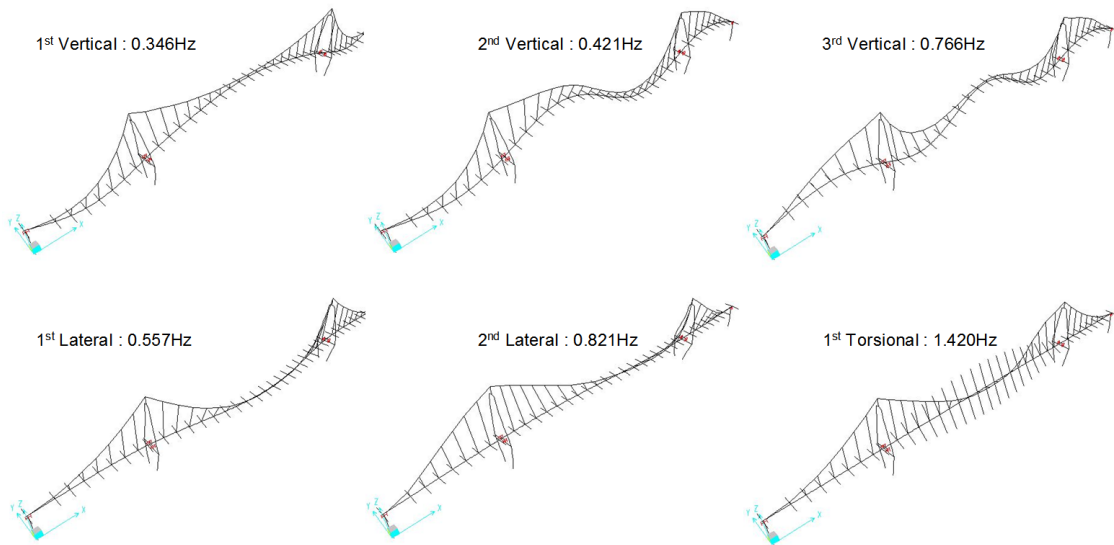 1st Vertical : 0.346Hz
2nd Vertical : 0.421Hz
3rd Vertical : 0.766Hz
Z
Y
X
Z
Y
X
Z
Y
X
1st Lateral : 0.557Hz
2nd Lateral : 0.821Hz
1st Torsional : 1.420Hz
Z
Y
X
Z
Y
X
Z
Y
X